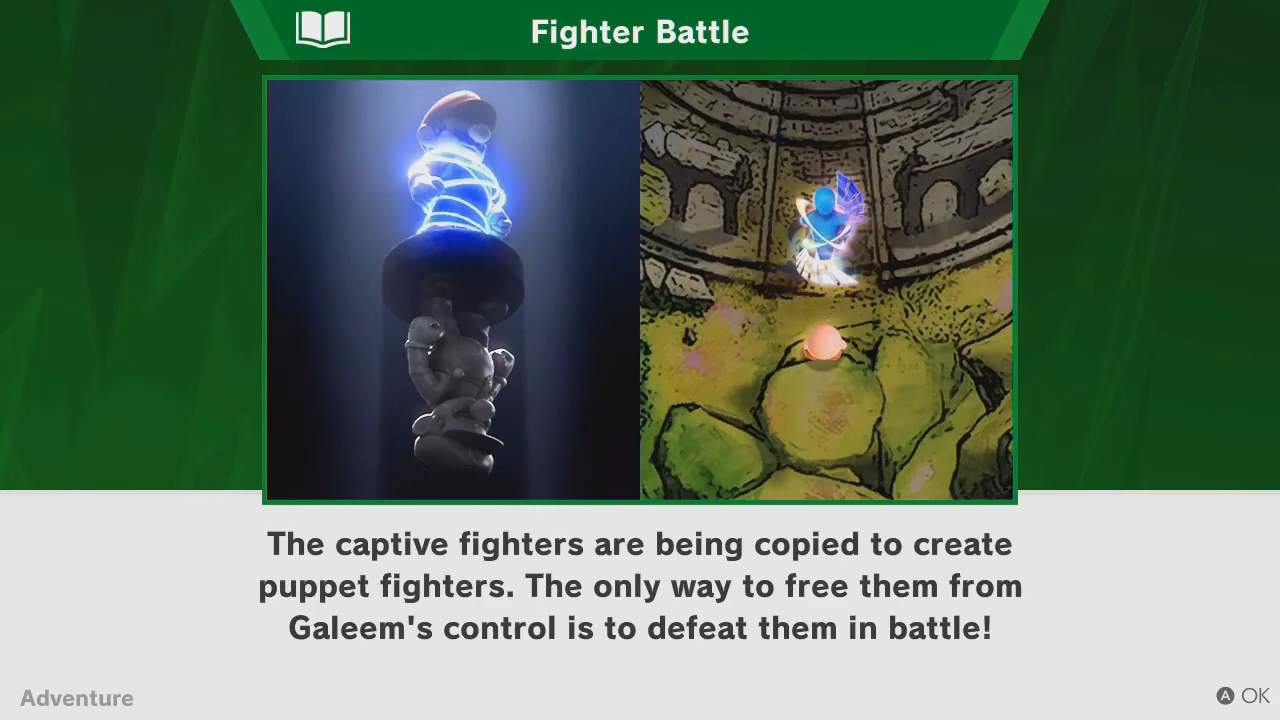 Fighter Battle
The captive fighters are being copied to create
puppet fighters. The only way to free them from
Galeem's control is to defeat them in battle!
Adventure
A OK